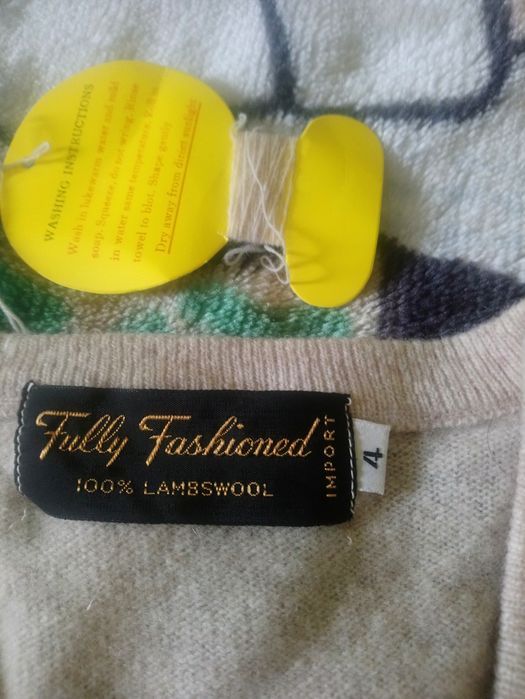 WASHING INSTRUCTIONS
Wash in lukewarm water and mild
soap. Squeeze, do not wring. Rinse
in water same temperature.
towel to blot. Shape gently
Dry away from direct sunlight.
Fully Fashioned
100% LAMBSWOOL
IMPORT
4